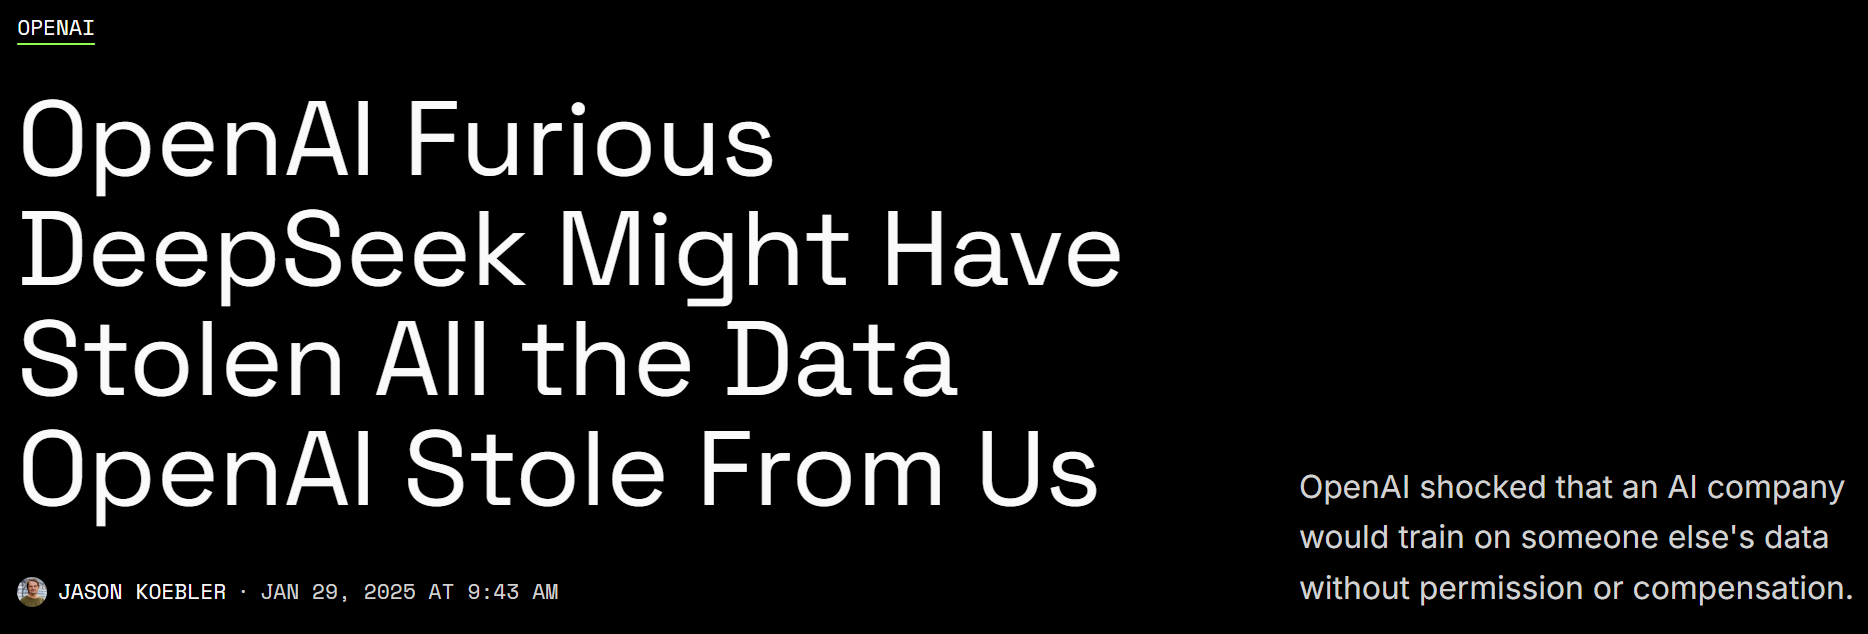 OPENAI
OpenAI Furious
DeepSeek Might Have
Stolen All the Data
OpenAI Stole From Us
JASON KOEBLER · JAN 29, 2025 AT 9:43 AM
OpenAI shocked that an AI company
would train on someone else's data
without permission or compensation.